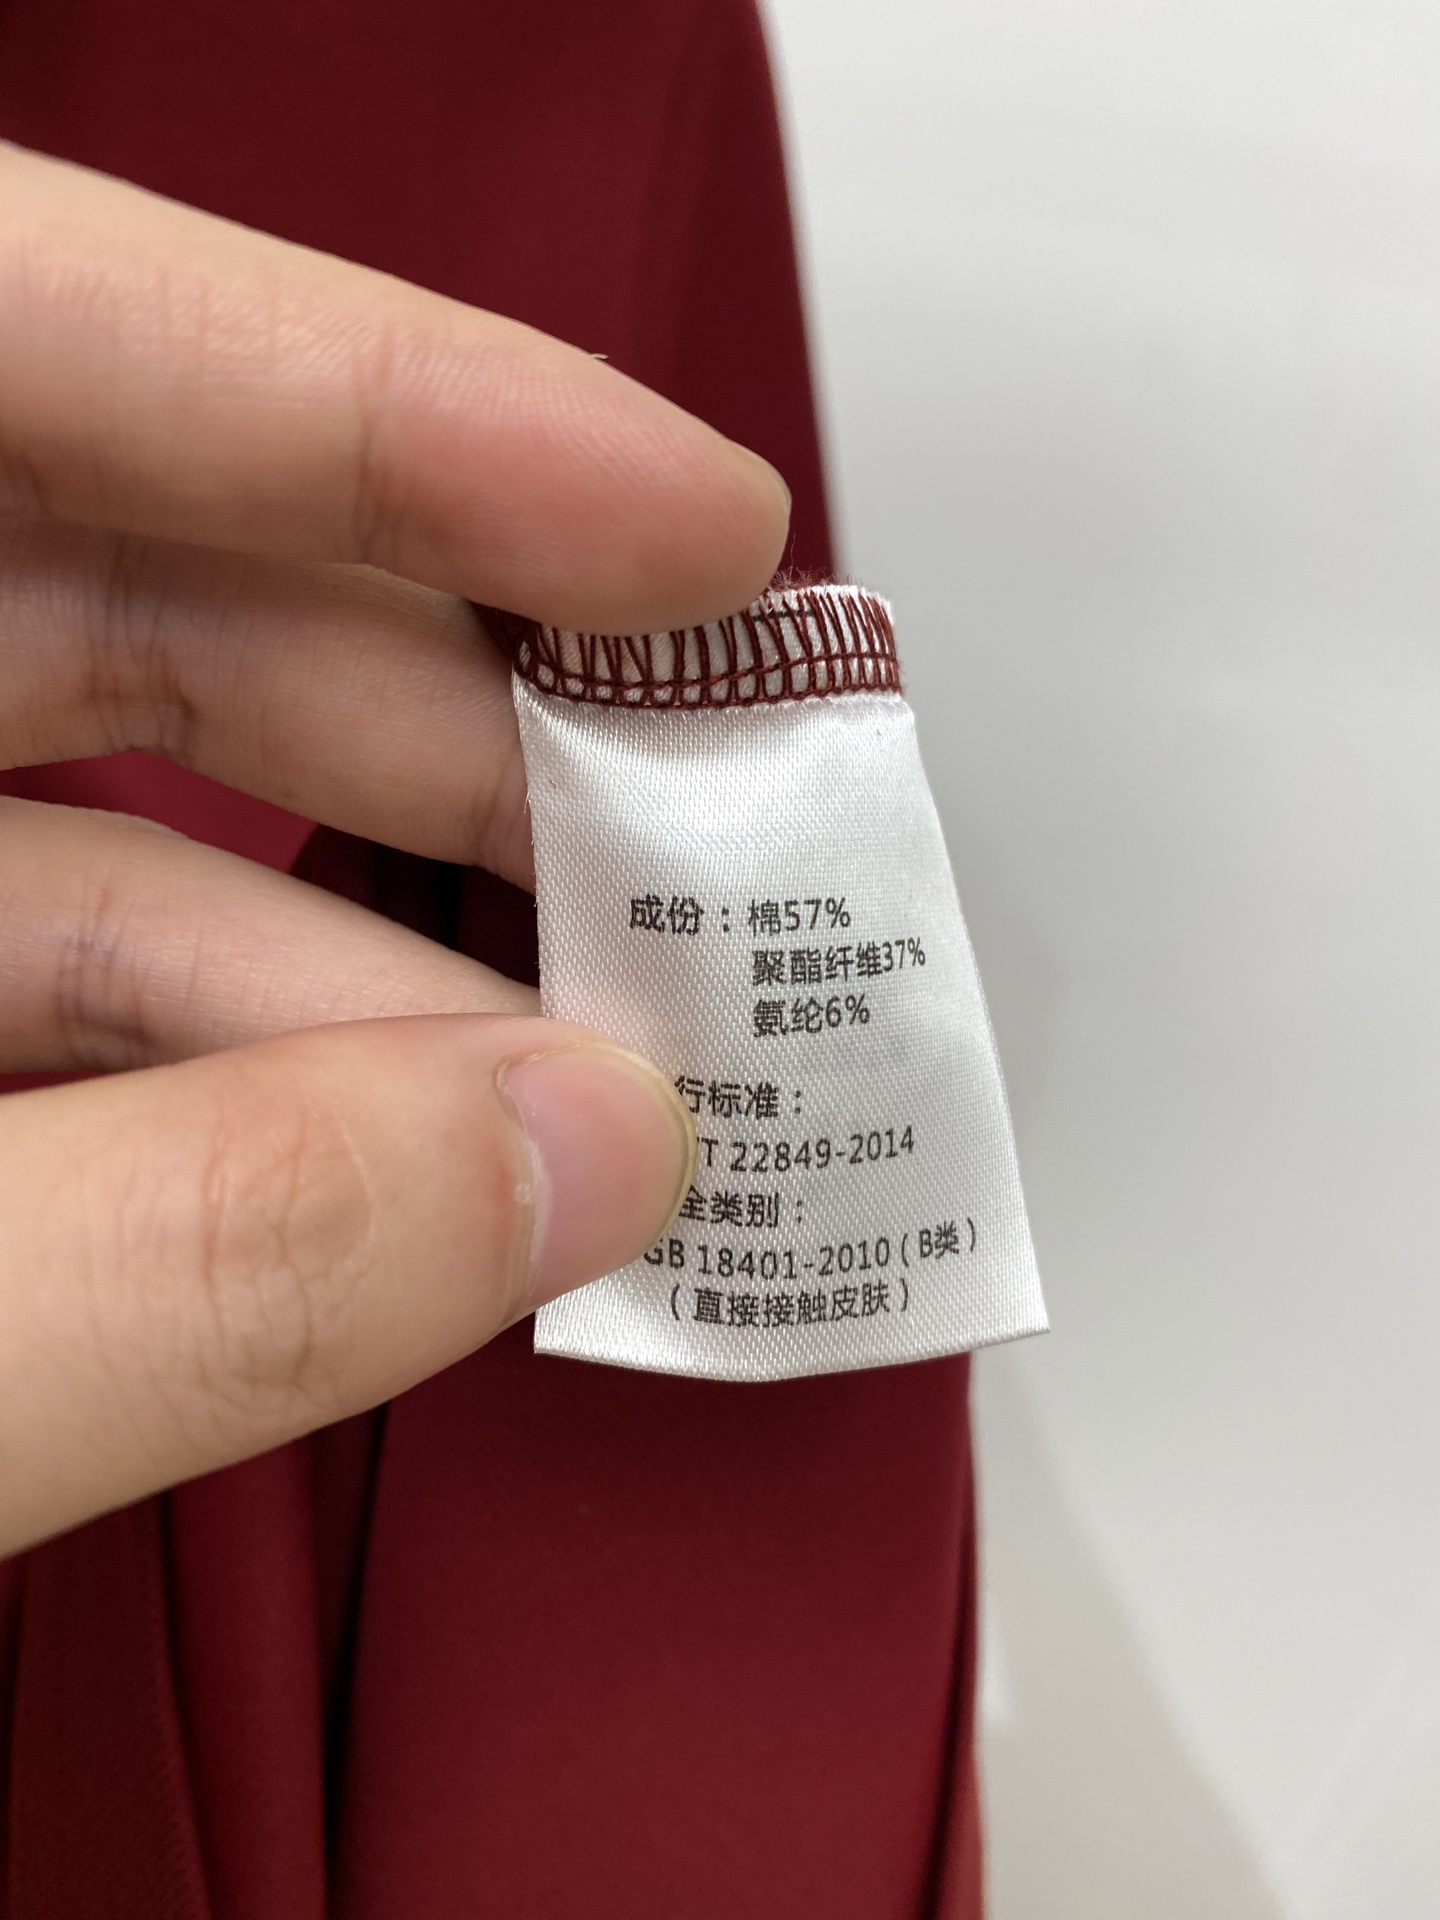 成份：棉57%
聚酯纤维37%
氨纶6%
行标准：
/T 22849-2014
全类别：
GB 18401-2010（B类）
（直接接触皮肤）